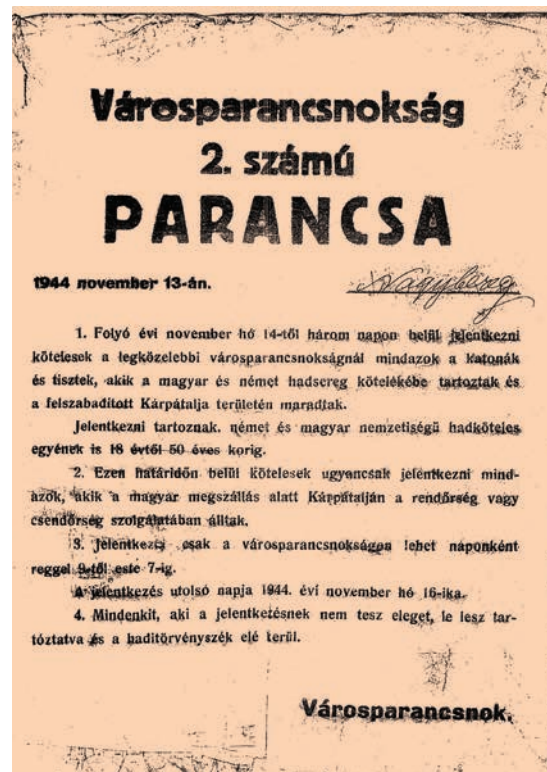 Városparancsnokság
2. számú
PARANCSA
1944 november 13-án.
Nagybereg
1. Folyó évi november hó 14-től három napon belül jelentkezni
kötelesek a legközelebbi városparancsnokságnál mindazok a katonák
és tisztek, akik a magyar és német hadsereg kötelékébe tartoztak és
a felszabadított Kárpátalja területén maradtak.
Jelentkezni tartoznak. német és magyar nemzetiségű hadköteles
egyének is 18 évtől 50 éves korig.
2. Ezen határidőn belül kötelesek ugyancsak jelentkezni mind-
azok, akik a magyar megszállás alatt Kárpátalján a rendőrség vagy
csendőrség szolgálatában álltak.
3. Jelentkezni csak a városparancsnokságon lehet naponként
reggel 9-től este 7-ig.
A jelentkezés utolsó napja 1944. évi november hó 16-ika.
4. Mindenkit, aki a jelentketésnek nem tesz eleget, le lesz tar-
tóztatva és a haditörvényszék elé terül.
Városparancsnok.